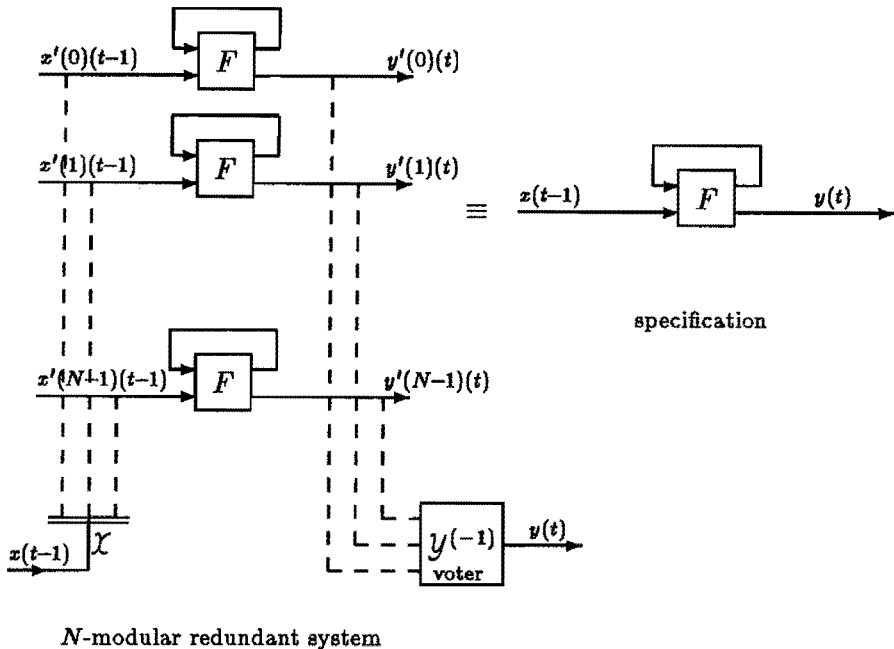 x'(0)(t−1) F y'(0)(t)
x'(1)(t−1) F y'(1)(t)
≡ x(t−1) F y(t)
specification
x'(N−1)(t−1) F y'(N−1)(t)
x(t−1) 𝒳 𝒴(−1) y(t)
voter
N-modular redundant system